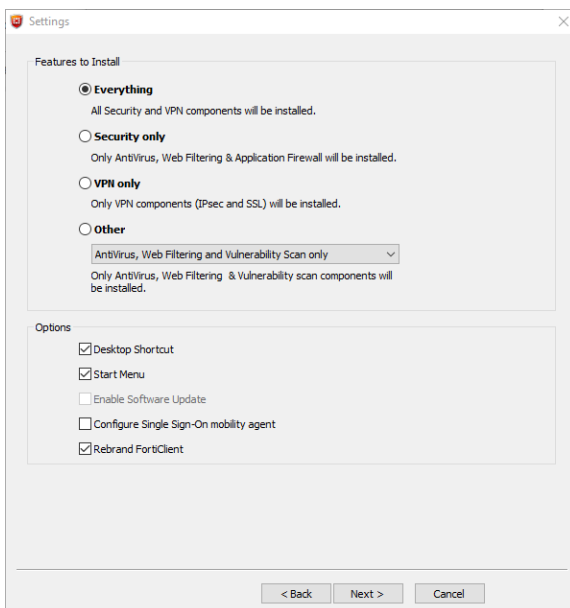 Settings
Features to Install
Everything
All Security and VPN components will be installed.
Security only
Only AntiVirus, Web Filtering & Application Firewall will be installed.
VPN only
Only VPN components (IPsec and SSL) will be installed.
Other
AntiVirus, Web Filtering and Vulnerability Scan only
Only AntiVirus, Web Filtering & Vulnerability scan components will
be installed.
Options
Desktop Shortcut
Start Menu
Enable Software Update
Configure Single Sign-On mobility agent
Rebrand FortiClient
< Back Next > Cancel